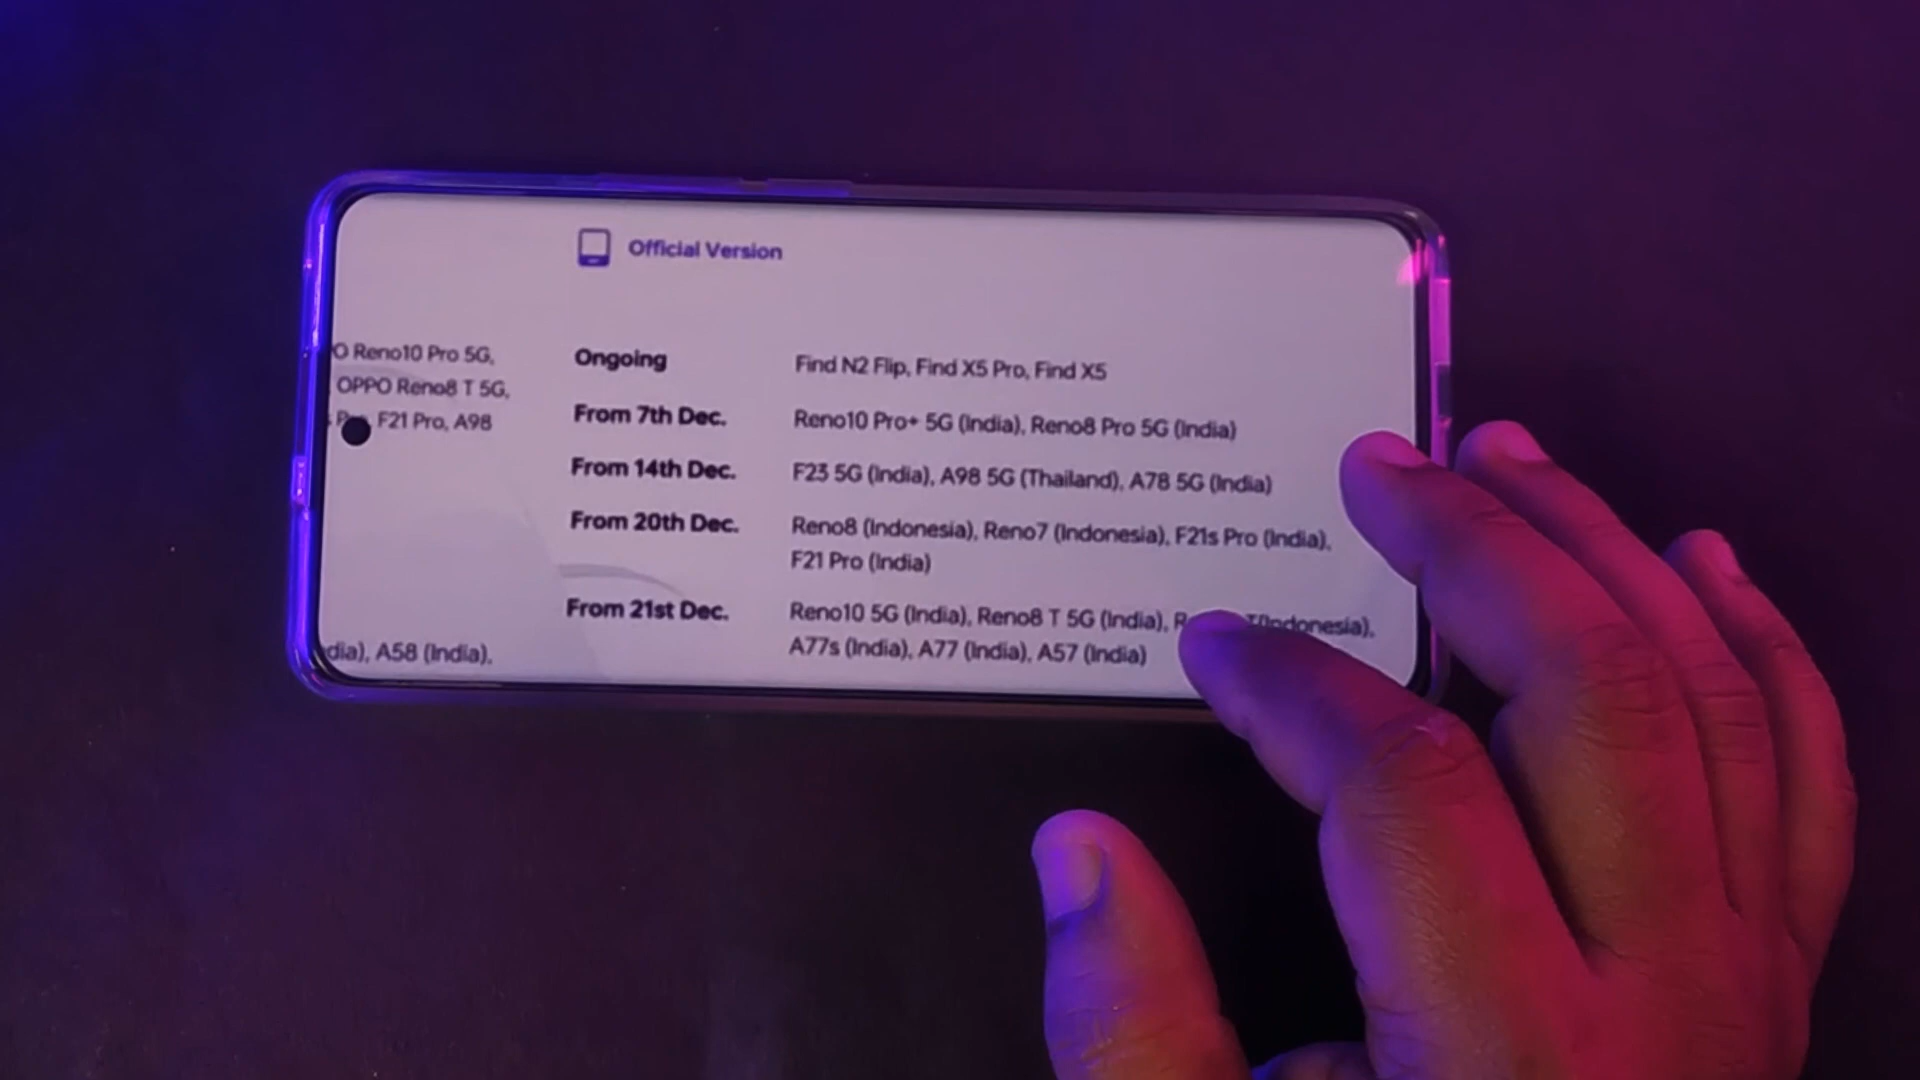 Official Version
O Reno10 Pro 5G,
OPPO Reno8 T 5G,
F21 Pro, A98
dia), A58 (India),
Ongoing Find N2 Flip, Find X5 Pro, Find X5
From 7th Dec. Reno10 Pro+ 5G (India), Reno8 Pro 5G (India)
From 14th Dec. F23 5G (India), A98 5G (Thailand), A78 5G (India)
From 20th Dec. Reno8 (Indonesia), Reno7 (Indonesia), F21s Pro (India),
F21 Pro (India)
From 21st Dec. Reno10 5G (India), Reno8 T 5G (India), (Indonesia),
A77s (India), A77 (India), A57 (India)